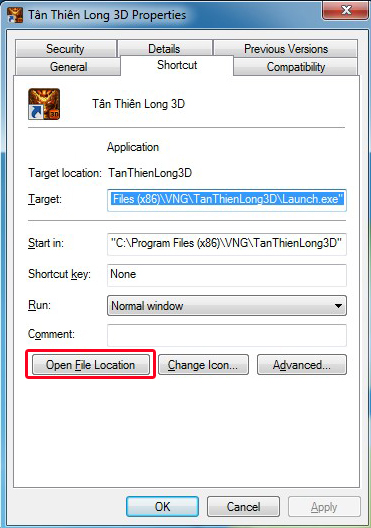 Tân Thiên Long 3D Properties
Security Details Previous Versions
General Shortcut Compatibility
3D
Tân Thiên Long 3D
Application
Target location: TanThienLong3D
Target: Files (x86)\VNG\TanThienLong3D\Launch.exe"
Start in: "C:\Program Files (x86)\VNG\TanThienLong3D"
Shortcut key: None
Run: Normal window
Comment:
Open File Location Change Icon... Advanced...
OK Cancel Apply